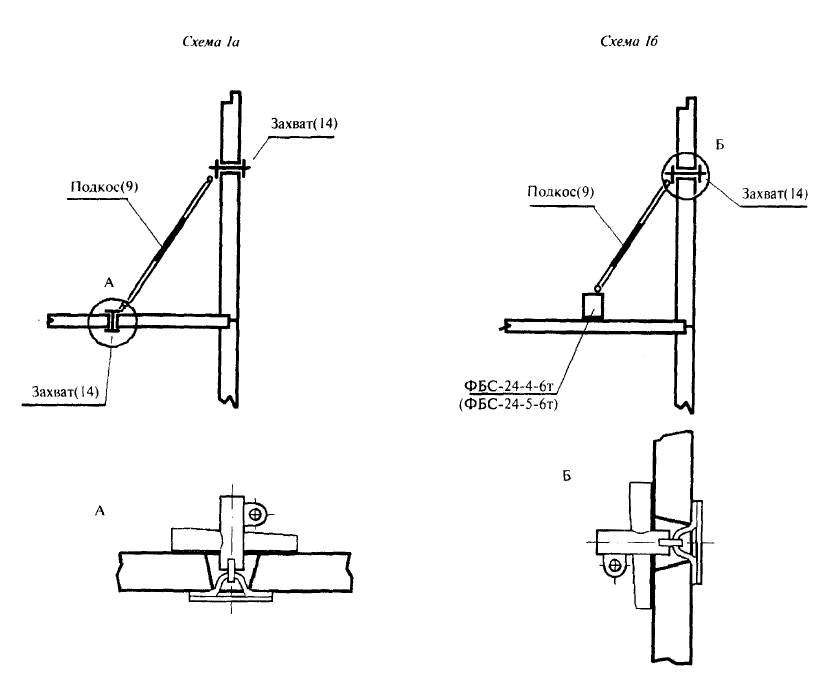 Схема 1а
Схема 1б
Захват(14)
Б
Подкос(9)
Подкос(9)
Захват(14)
А
Захват(14)
ФБС-24-4-6т
(ФБС-24-5-6т)
А
Б